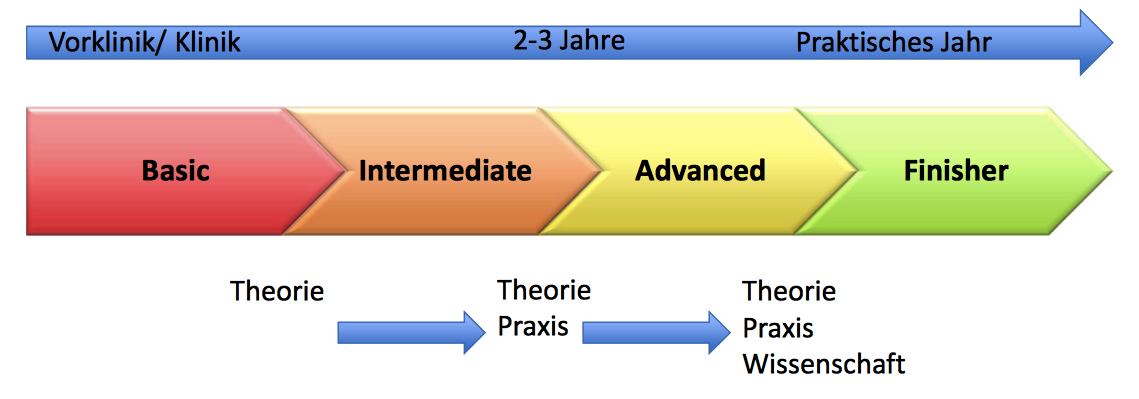 Vorklinik/ Klinik
2-3 Jahre
Praktisches Jahr
Basic
Intermediate
Advanced
Finisher
Theorie
Theorie
Praxis
Theorie
Praxis
Wissenschaft